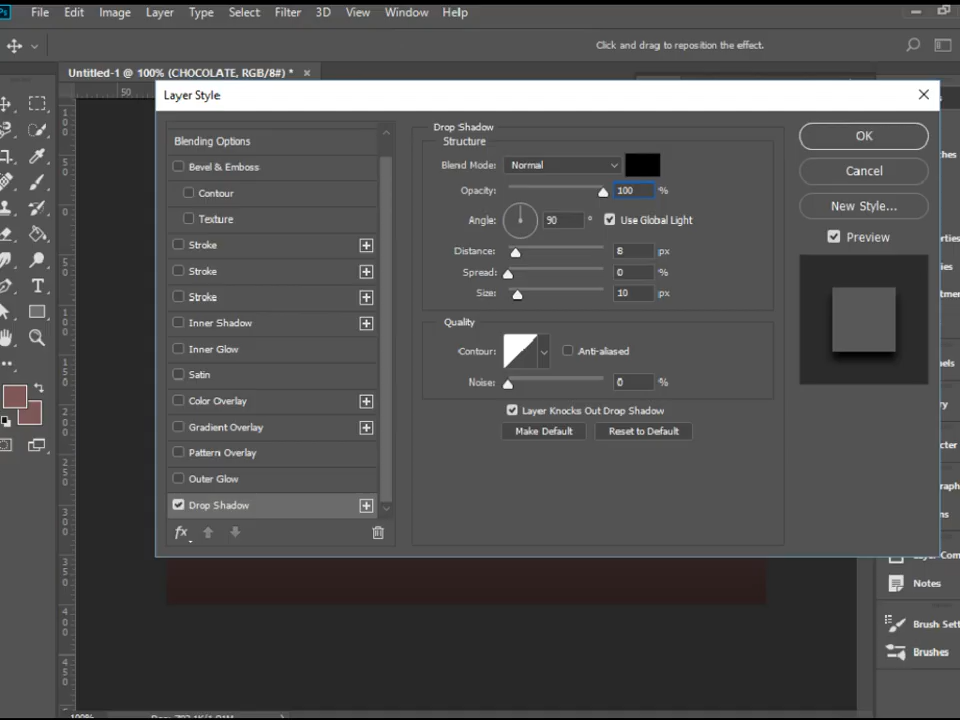 Ps File Edit Image Layer Type Select Filter 3D View Window Help
Click and drag to reposition the effect.
Untitled-1 @ 100% (CHOCOLATE, RGB/8#) * ×
50
Layer Style
Blending Options
Bevel & Emboss
Contour
Texture
Stroke
Stroke
Stroke
Inner Shadow
Inner Glow
Satin
Color Overlay
Gradient Overlay
Pattern Overlay
Outer Glow
Drop Shadow
fx
Drop Shadow
Structure
Blend Mode: Normal
Opacity: 100 %
Angle: 90 ° Use Global Light
Distance: 8 px
Spread: 0 %
Size: 10 px
Quality
Contour: Anti-aliased
Noise: 0 %
Layer Knocks Out Drop Shadow
Make Default Reset to Default
OK
Cancel
New Style...
Preview
Notes
Brush Sett
Brushes
100%